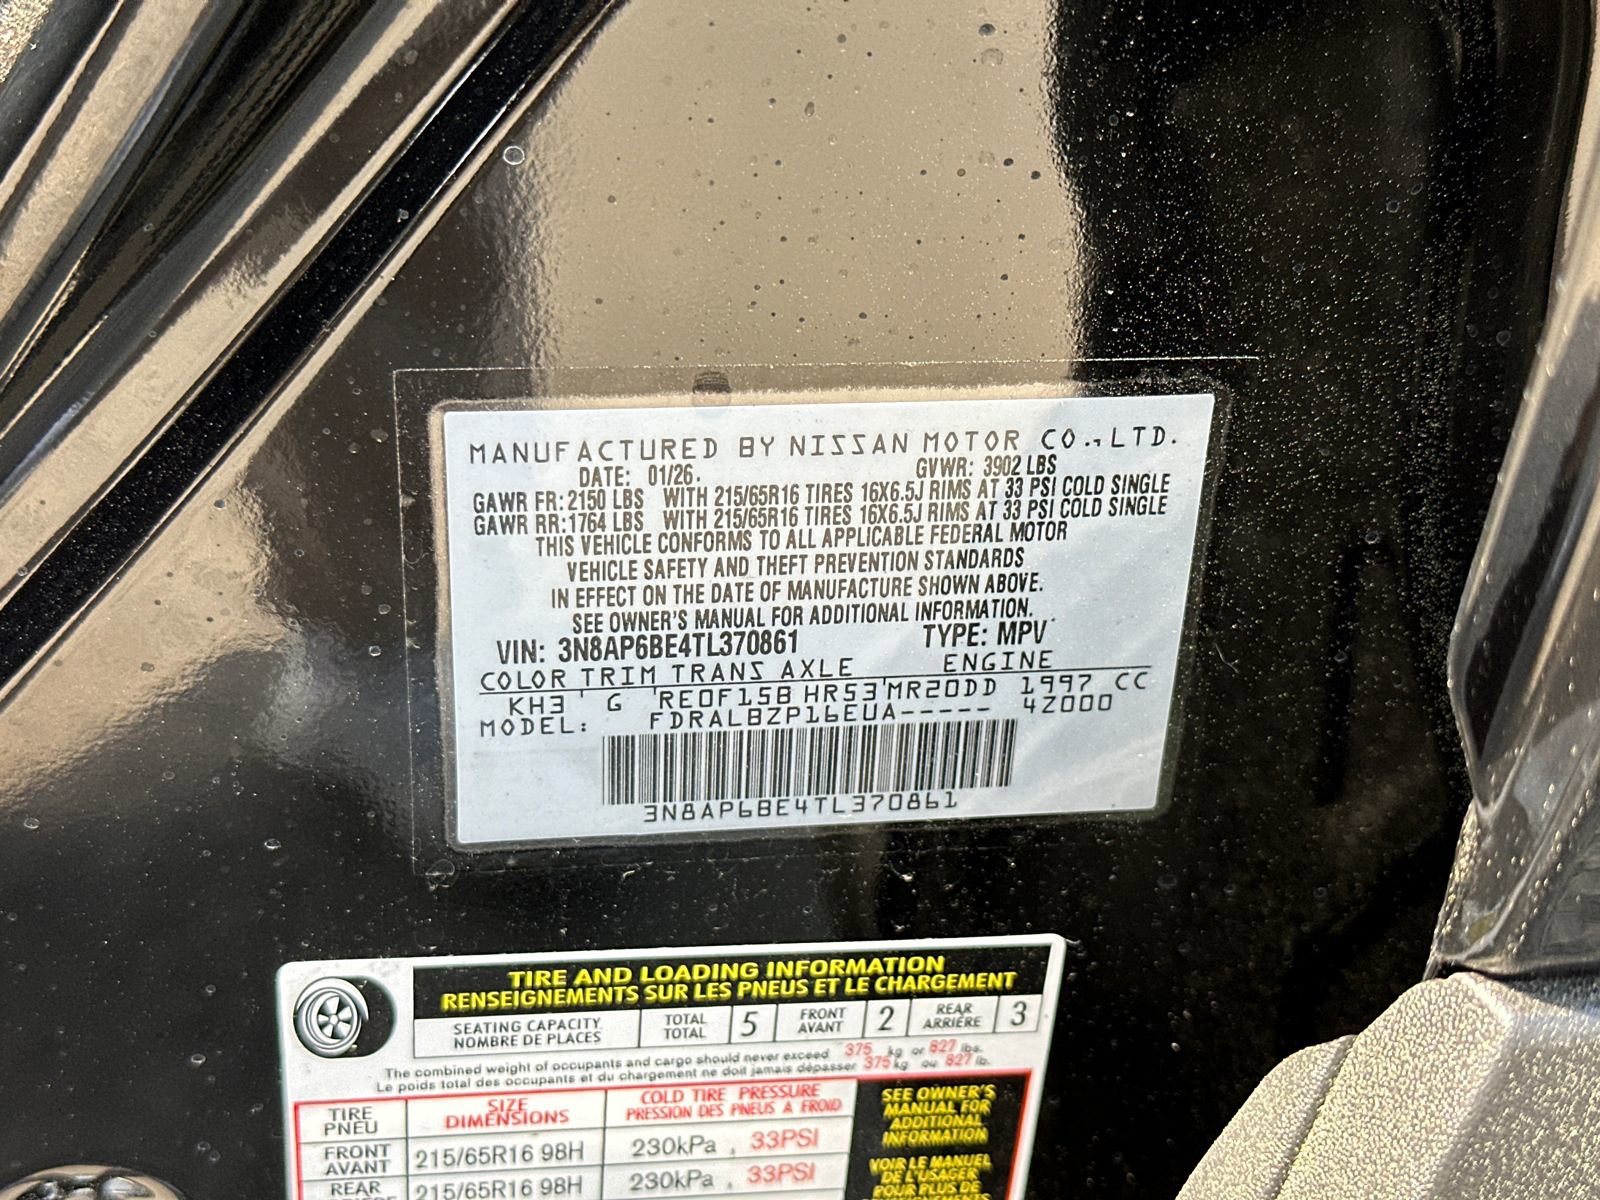 MANUFACTURED BY NISSAN MOTOR CO.,LTD.
DATE: 01/26. GVWR: 3902 LBS
GAWR FR: 2150 LBS WITH 215/65R16 TIRES 16X6.5J RIMS AT 33 PSI COLD SINGLE
GAWR RR:1764 LBS WITH 215/65R16 TIRES 16X6.5J RIMS AT 33 PSI COLD SINGLE
THIS VEHICLE CONFORMS TO ALL APPLICABLE FEDERAL MOTOR
VEHICLE SAFETY AND THEFT PREVENTION STANDARDS
IN EFFECT ON THE DATE OF MANUFACTURE SHOWN ABOVE.
SEE OWNER'S MANUAL FOR ADDITIONAL INFORMATION.
VIN: 3N8AP6BE4TL370861 TYPE: MPV
COLOR TRIM TRANS AXLE ENGINE
KH3 G RE0F15B HR53 MR20DD 1997 CC
MODEL: FDRALBZP16EUA----- 4Z000
3N8AP6BE4TL370861
TIRE AND LOADING INFORMATION
RENSEIGNEMENTS SUR LES PNEUS ET LE CHARGEMENT
SEATING CAPACITY TOTAL 5 FRONT 2 REAR 3
NOMBRE DE PLACES TOTAL AVANT ARRIÈRE
The combined weight of occupants and cargo should never exceed 375 kg or 827 lbs.
Le poids total des occupants et du chargement ne doit jamais dépasser 375 kg ou 827 lb.
TIRE SIZE COLD TIRE PRESSURE
PNEU DIMENSIONS PRESSION DES PNEUS À FROID
FRONT 215/65R16 98H 230kPa , 33PSI
AVANT
REAR 215/65R16 98H 230kPa , 33PSI
SEE OWNER'S
MANUAL FOR
ADDITIONAL
INFORMATION
VOIR LE MANUEL
DE L'USAGER
POUR PLUS DE